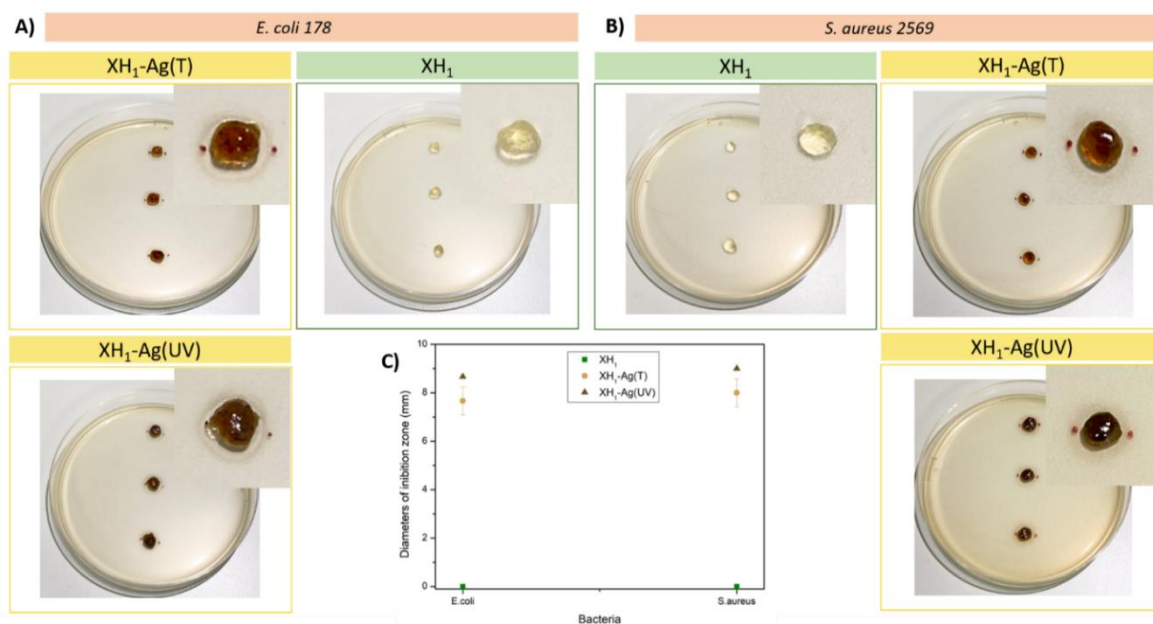 A)
E. coli 178
B)
S. aureus 2569
XH₁-Ag(T)
XH₁
XH₁
XH₁-Ag(T)
XH₁-Ag(UV)
XH₁-Ag(UV)
C)
10
8
6
4
2
0
Diameters of inibition zone (mm)
XH₁
XH₁-Ag(T)
XH₁-Ag(UV)
E.coli
S.aureus
Bacteria